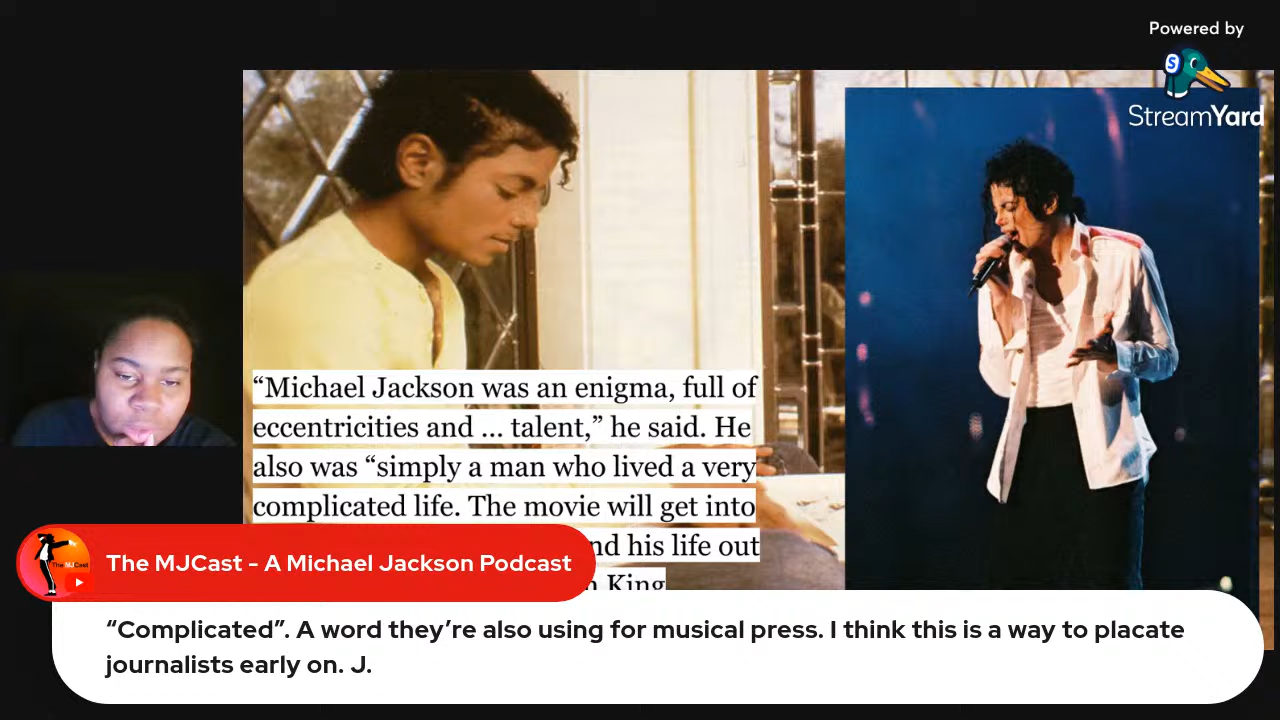 Powered by
StreamYard
“Michael Jackson was an enigma, full of
eccentricities and ... talent,” he said. He
also was “simply a man who lived a very
complicated life. The movie will get into
nd his life out
King
The MJCast - A Michael Jackson Podcast
“Complicated”. A word they’re also using for musical press. I think this is a way to placate
journalists early on. J.